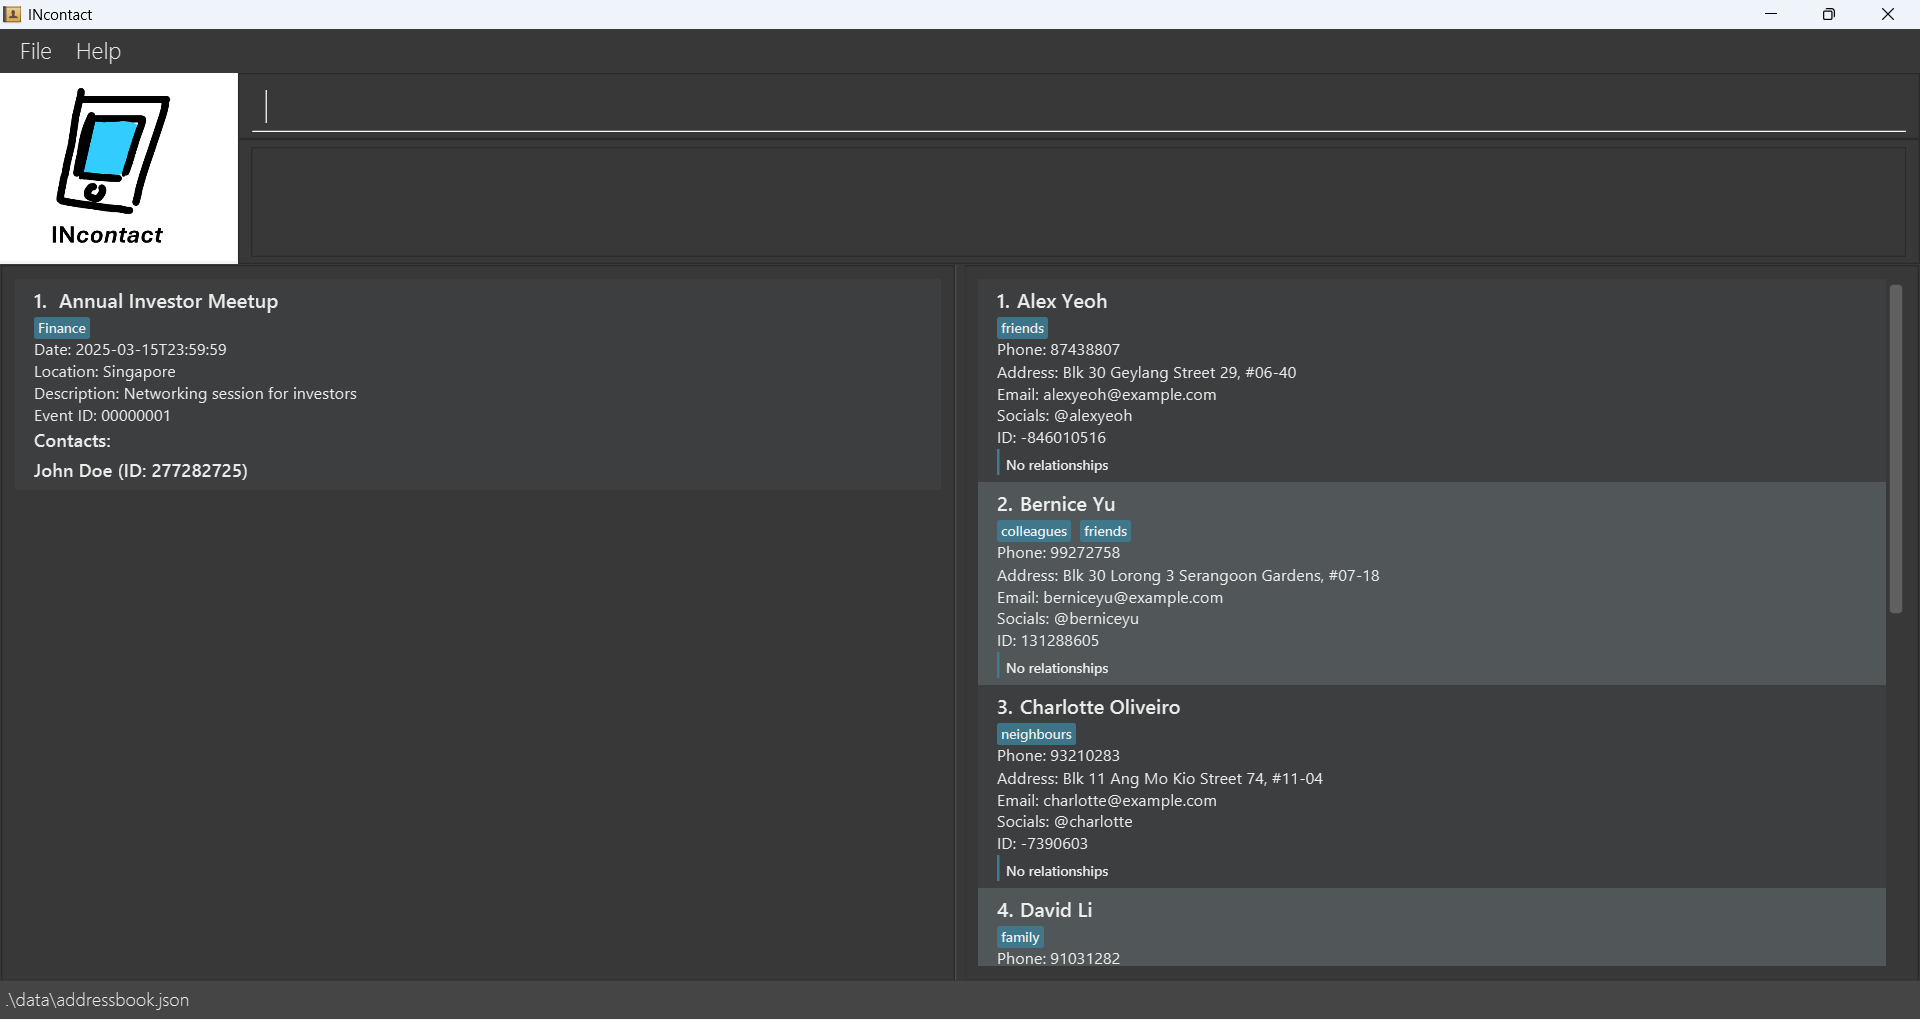 INcontact
File Help
INcontact
1. Annual Investor Meetup
Finance
Date: 2025-03-15T23:59:59
Location: Singapore
Description: Networking session for investors
Event ID: 00000001
Contacts:
John Doe (ID: 277282725)
1. Alex Yeoh
friends
Phone: 87438807
Address: Blk 30 Geylang Street 29, #06-40
Email: alexyeoh@example.com
Socials: @alexyeoh
ID: -846010516
No relationships
2. Bernice Yu
colleagues friends
Phone: 99272758
Address: Blk 30 Lorong 3 Serangoon Gardens, #07-18
Email: berniceyu@example.com
Socials: @berniceyu
ID: 131288605
No relationships
3. Charlotte Oliveiro
neighbours
Phone: 93210283
Address: Blk 11 Ang Mo Kio Street 74, #11-04
Email: charlotte@example.com
Socials: @charlotte
ID: -7390603
No relationships
4. David Li
family
Phone: 91031282
.\data\addressbook.json